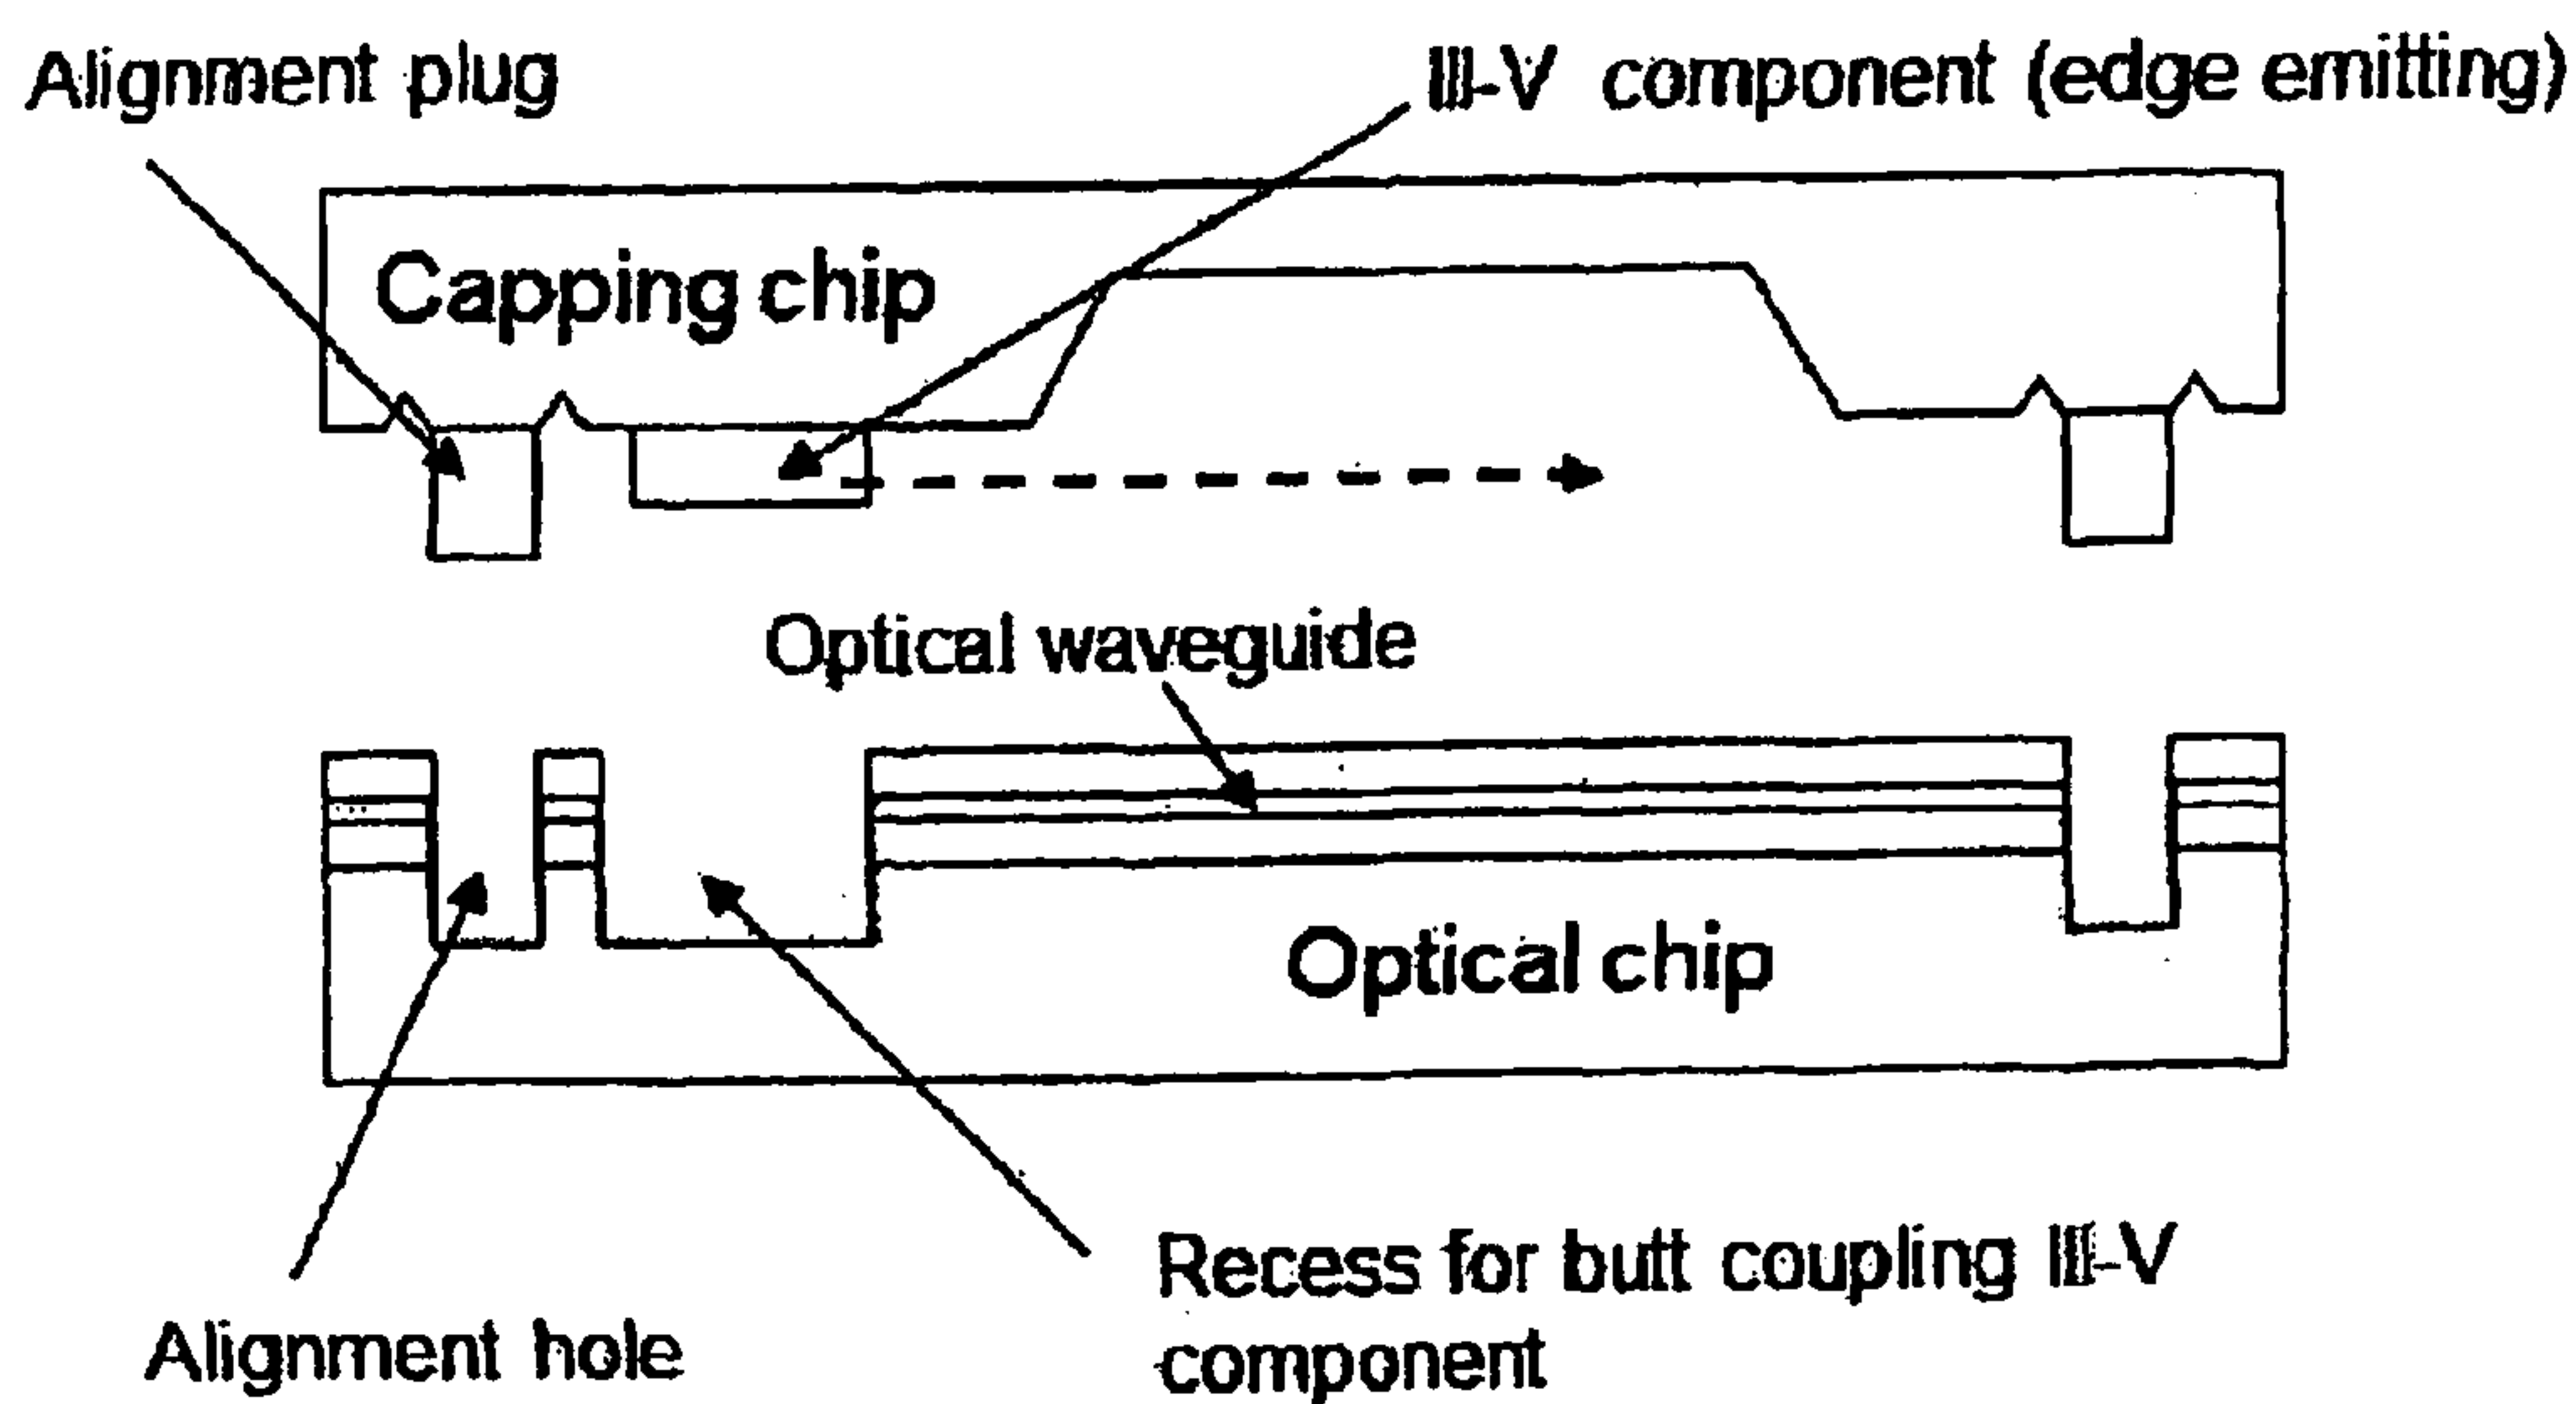 Alignment plug
III-V component (edge emitting)
Capping chip
Optical waveguide
Optical chip
Recess for butt coupling III-V
component
Alignment hole